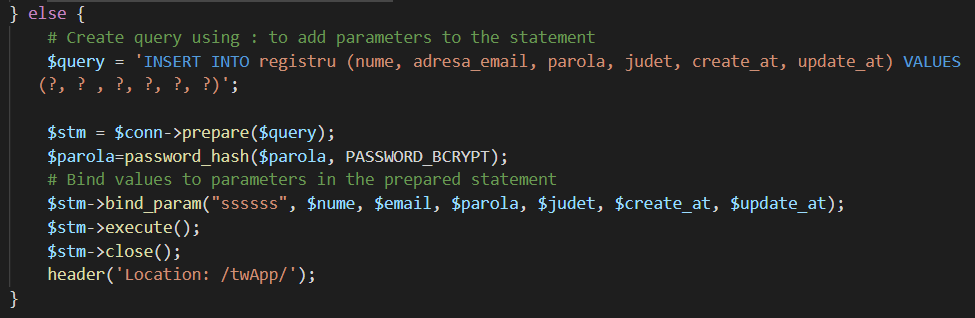 } else {
# Create query using : to add parameters to the statement
$query = 'INSERT INTO registru (nume, adresa_email, parola, judet, create_at, update_at) VALUES
(?, ? , ?, ?, ?, ?)';
$stm = $conn->prepare($query);
$parola=password_hash($parola, PASSWORD_BCRYPT);
# Bind values to parameters in the prepared statement
$stm->bind_param("ssssss", $nume, $email, $parola, $judet, $create_at, $update_at);
$stm->execute();
$stm->close();
header('Location: /twApp/');
}